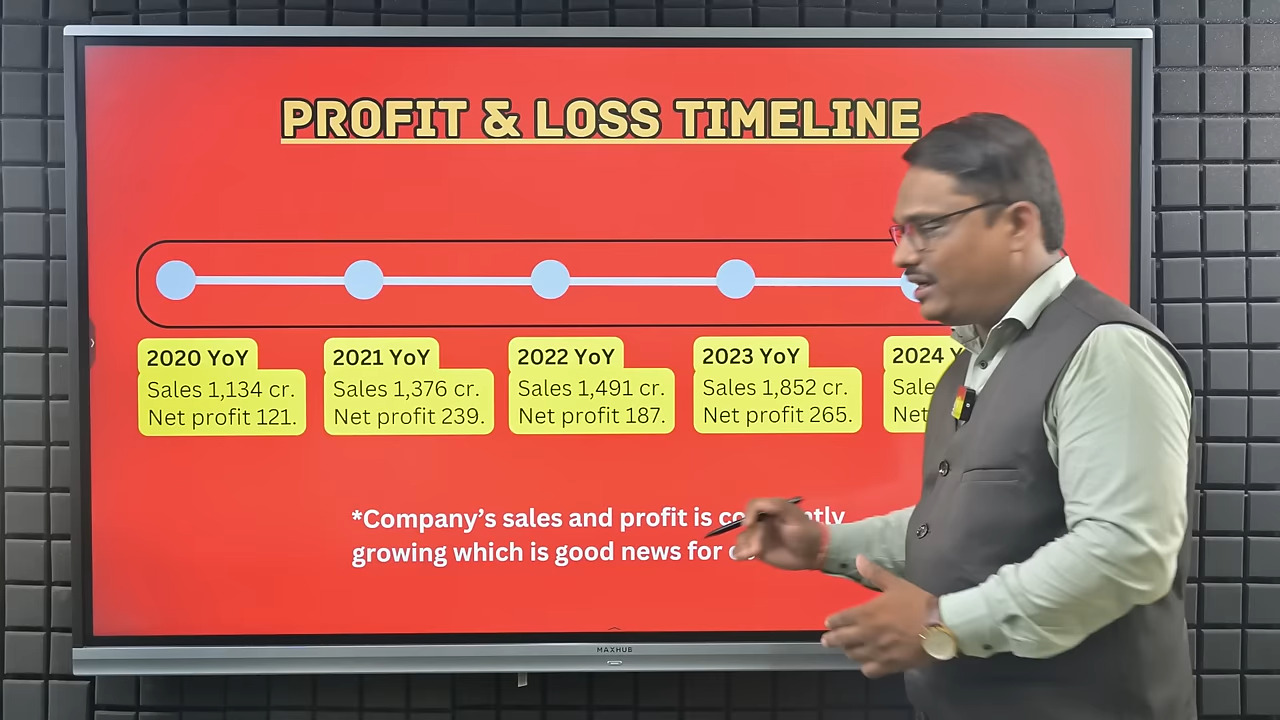 PROFIT & LOSS TIMELINE
2020 YoY
Sales 1,134 cr.
Net profit 121.
2021 YoY
Sales 1,376 cr.
Net profit 239.
2022 YoY
Sales 1,491 cr.
Net profit 187.
2023 YoY
Sales 1,852 cr.
Net profit 265.
2024
*Company's sales and profit is
growing which is good news for
MAXHUB